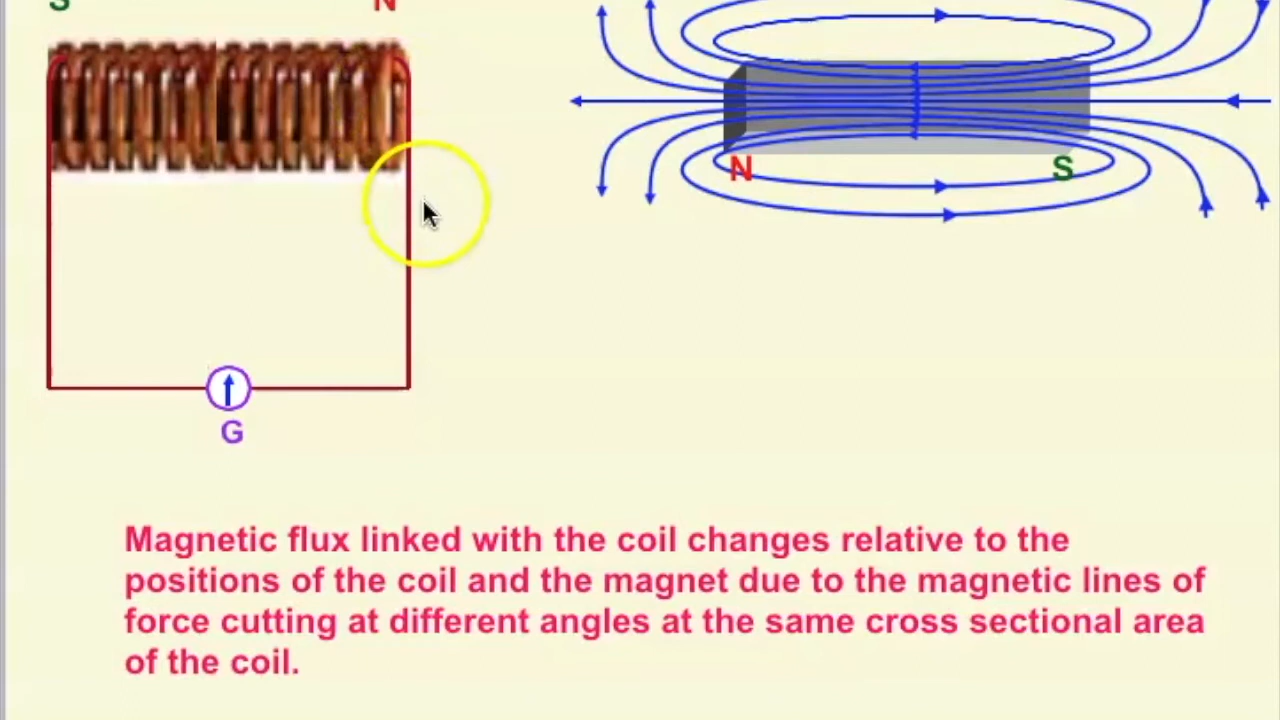 S N
N S
G
Magnetic flux linked with the coil changes relative to the
positions of the coil and the magnet due to the magnetic lines of
force cutting at different angles at the same cross sectional area
of the coil.